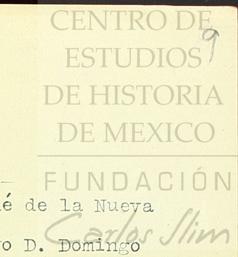 CENTRO DE
ESTUDIOS
DE HISTORIA
DE MEXICO
FUNDACIÓN
é de la Nueva
Carlos Slim
o D. Domingo